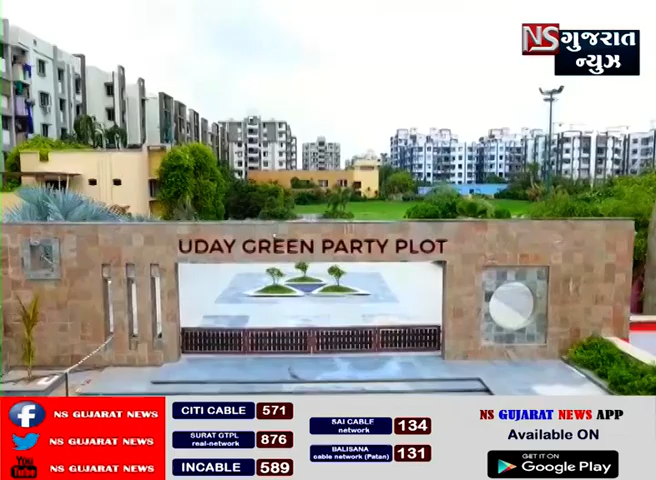 NS ગુજરાત
ન્યુઝ
UDAY GREEN PARTY PLOT
NS GUJARAT NEWS
NS GUJARAT NEWS
You Tube NS GUJARAT NEWS
CITI CABLE 571
SURAT GTPL real-network 876
INCABLE 589
SAI CABLE network 134
BALISANA cable network (Patan) 131
NS GUJARAT NEWS APP
Available ON
GET IT ON
Google Play